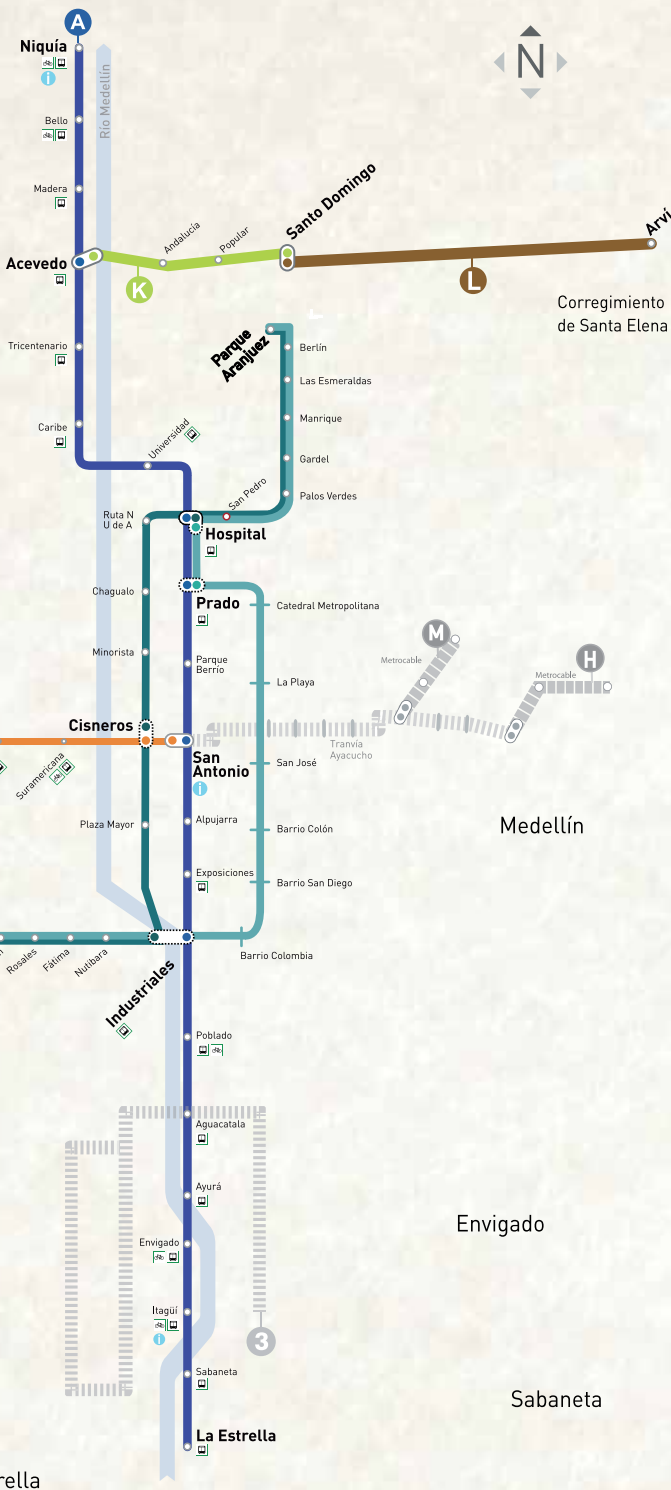 A
Niquía
i
Río Medellín
N
Bello
Madera
Santo Domingo
Andalucía
Popular
Arví
Acevedo
K
L
Corregimiento
de Santa Elena
Tricentenario
Parque
Aranjuez
Berlín
Las Esmeraldas
Caribe
Manrique
Universidad
Gardel
San Pedro
Palos Verdes
Ruta N
U de A
Hospital
Chagualo
Prado
Catedral Metropolitana
M
Metrocable
H
Metrocable
Minorista
Parque
Berrío
La Playa
Cisneros
Suramericana
San
Antonio
i
Tranvía
Ayacucho
San José
Plaza Mayor
Alpujarra
Barrio Colón
Medellín
Exposiciones
Barrio San Diego
Rosales
Fátima
Nutibara
Industriales
Barrio Colombia
Poblado
Aguacatala
Ayurá
Envigado
Envigado
Itagüí
i
3
Sabaneta
Sabaneta
La Estrella
rella